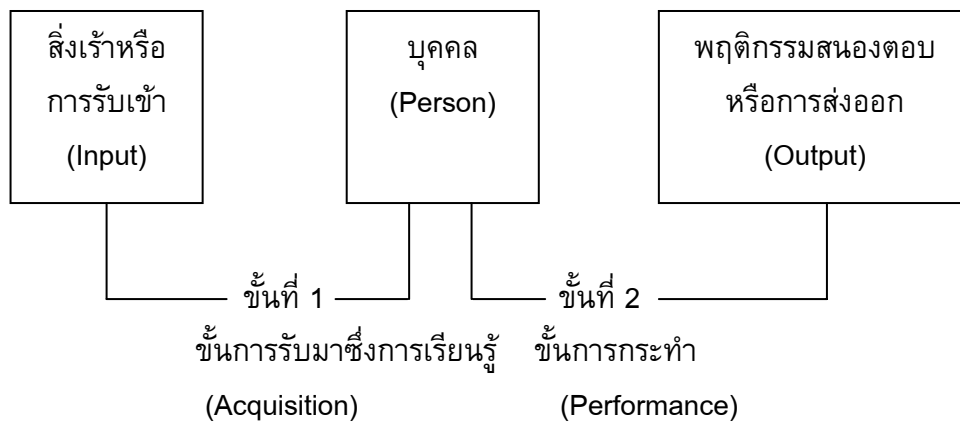 สิ่งเร้าหรือ
การรับเข้า
(Input)
บุคคล
(Person)
พฤติกรรมสนองตอบ
หรือการส่งออก
(Output)
ขั้นที่ 1
ขั้นการรับมาซึ่งการเรียนรู้
(Acquisition)
ขั้นที่ 2
ขั้นการกระทำ
(Performance)